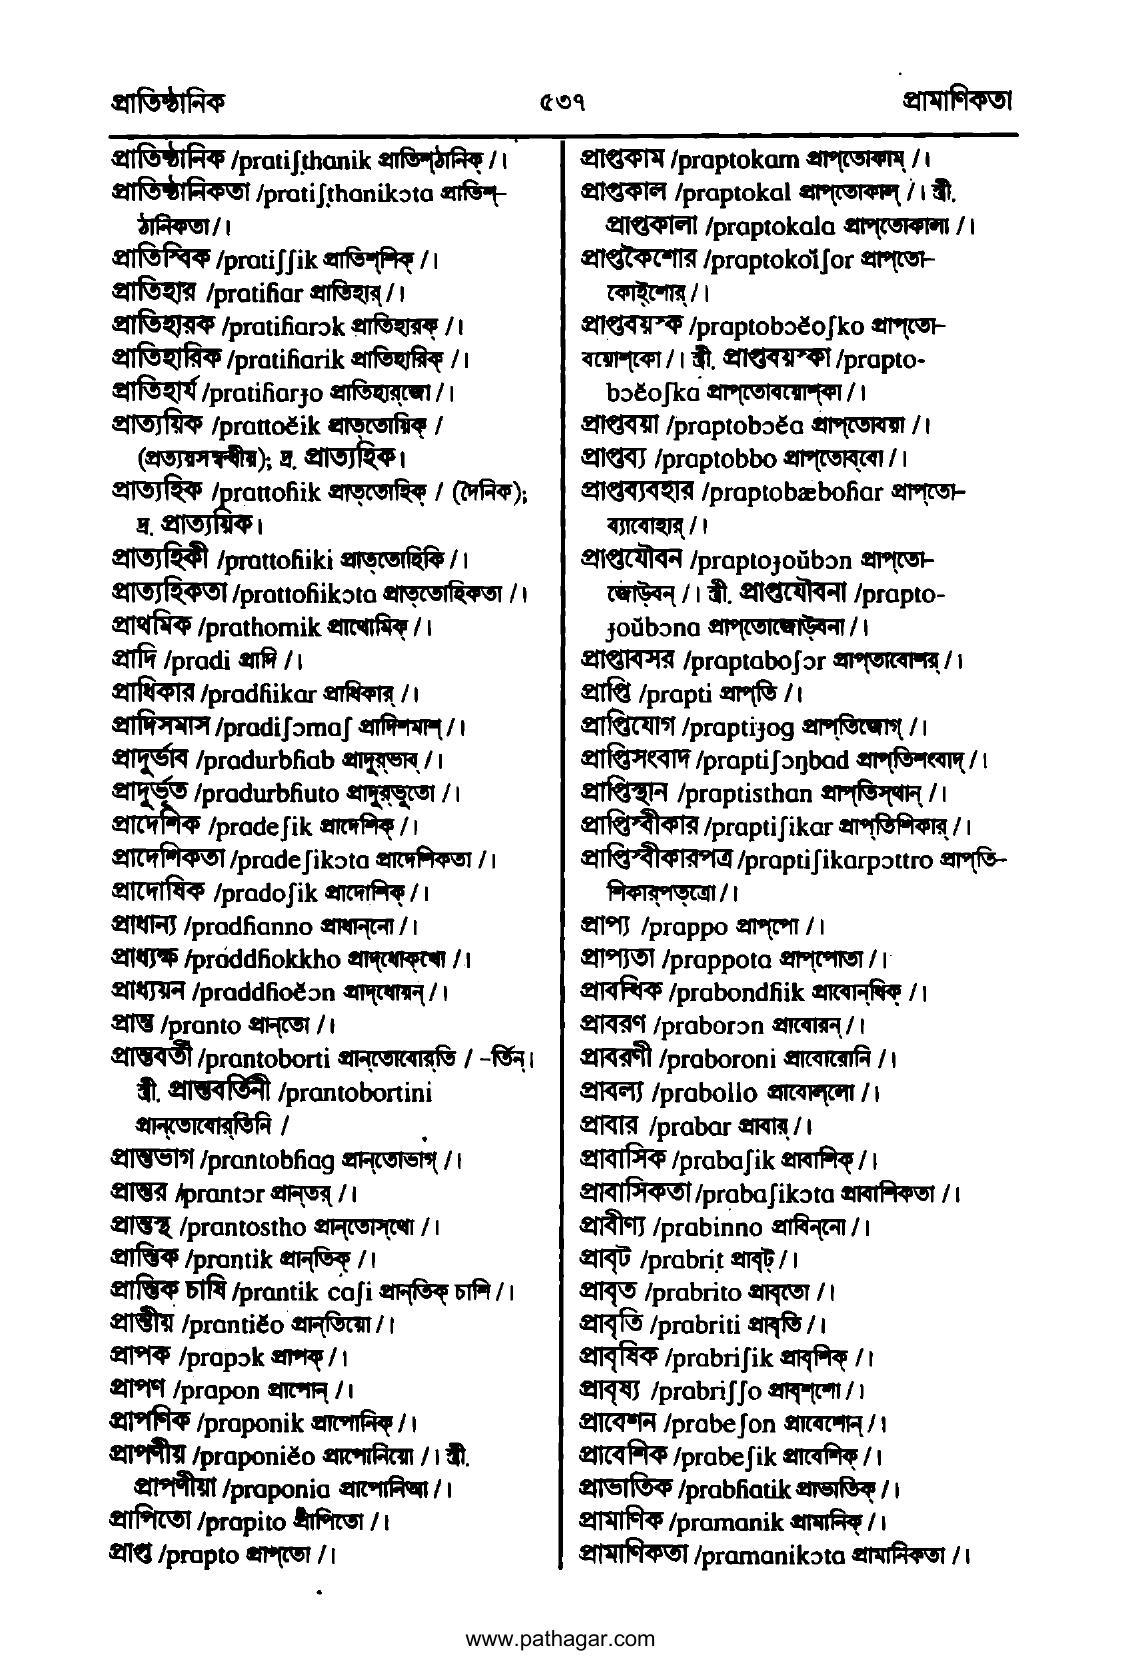 প্রাতিষ্ঠানিক ৫৩৭ প্রামাণিকতা
প্রাতিষ্ঠানিক /pratiʃṭhanik প্রাতিশ্‌ঠানিক্‌ /।
প্রাতিষ্ঠানিকতা /pratiʃṭhanikɔta প্রাতিশ্‌–
ঠানিকতা/।
প্রাতিস্বিক /pratiʃʃik প্রাতিশ্‌শিক্‌ /।
প্রাতিহার /pratiɦar প্রাতিহার্‌ /।
প্রাতিহারক /pratiɦarɔk প্রাতিহারক্‌ /।
প্রাতিহারিক /pratiɦarik প্রাতিহারিক্‌ /।
প্রাতিহার্য /pratiɦarɟo প্রাতিহার্‌জো /।
প্রাত্যয়িক /prattoĕik প্রাত্‌তোয়িক্‌ /
(প্রত্যয়সম্বন্ধীয়); দ্র. প্রাত্যহিক।
প্রাত্যহিক /prattoɦik প্রাত্‌তোহিক্‌ / (দৈনিক);
দ্র. প্রাত্যয়িক।
প্রাত্যহিকী /prattoɦiki প্রাত্‌তোহিকি /।
প্রাত্যহিকতা /prattoɦikɔta প্রাত্‌তোহিকতা /।
প্রাথমিক /prathomik প্রাথোমিক্‌ /।
প্রাদি /pradi প্রাদি /।
প্রাধিকার /pradɦikar প্রাধিকার্‌ /।
প্রাদিসমাস /pradiʃɔmaʃ প্রাদিশমাশ্‌ /।
প্রাদুর্ভাব /pradurbɦab প্রাদুর্‌ভাব্‌ /।
প্রাদুর্ভূত /pradurbɦuto প্রাদুর্‌ভুতো /।
প্রাদেশিক /pradeʃik প্রাদেশিক্‌ /।
প্রাদেশিকতা /pradeʃikɔta প্রাদেশিকতা /।
প্রাদোষিক /pradoʃik প্রাদোশিক্‌ /।
প্রাধান্য /pradɦanno প্রাধান্‌নো /।
প্রাধ্যক্ষ /praddɦokkho প্রাদ্‌ধোক্‌খো /।
প্রাধ্যয়ন /praddɦoĕɔn প্রাদ্‌ধোয়ন্‌ /।
প্রান্ত /pranto প্রান্‌তো /।
প্রান্তবর্তী /prantoborti প্রান্‌তোবোর্‌তি / –র্তিন্‌।
স্ত্রী. প্রান্তবর্তিনী /prantobortini
প্রান্‌তোবোর্‌তিনি /
প্রান্তভাগ /prantobɦag প্রান্‌তোভাগ্‌ /।
প্রান্তর /prantɔr প্রান্‌তর্‌ /।
প্রান্তস্থ /prantostho প্রান্‌তোস্‌থো /।
প্রান্তিক /prantik প্রান্‌তিক্‌ /।
প্রান্তিক চাষি /prantik caʃi প্রান্‌তিক্‌ চাশি /।
প্রান্তীয় /prantiĕo প্রান্‌তিয়ো /।
প্রাপক /prapɔk প্রাপক্‌ /।
প্রাপণ /prapon প্রাপোন্‌ /।
প্রাপণিক /praponik প্রাপোনিক্‌ /।
প্রাপণীয় /praponiĕo প্রাপোনিয়ো /। স্ত্রী.
প্রাপণীয়া /praponia প্রাপোনিআ /।
প্রাপিতো /prapito প্রাপিতো /।
প্রাপ্ত /prapto প্রাপ্‌তো /।
প্রাপ্তকাম /praptokam প্রাপ্‌তোকাম্‌ /।
প্রাপ্তকাল /praptokal প্রাপ্‌তোকাল্‌ /। স্ত্রী.
প্রাপ্তকালা /praptokala প্রাপ্‌তোকালা /।
প্রাপ্তকৈশোর /praptokoĭʃor প্রাপ্‌তো–
কোই্‌শোর্‌ /।
প্রাপ্তবয়স্ক /praptobɔĕoʃko প্রাপ্‌তো–
বয়োশ্‌কো /। স্ত্রী. প্রাপ্তবয়স্কা /prapto-
bɔĕoʃka প্রাপ্‌তোবয়োশ্‌কা /।
প্রাপ্তবয়া /praptobɔĕa প্রাপ্‌তোবয়া /।
প্রাপ্তব্য /praptobbo প্রাপ্‌তোব্‌বো /।
প্রাপ্তব্যবহার /praptobæboɦar প্রাপ্‌তো–
ব্যাবোহার্‌ /।
প্রাপ্তযৌবন /praptoɟoŭbɔn প্রাপ্‌তো–
জোউ্‌বন্‌ /। স্ত্রী. প্রাপ্তযৌবনা /prapto-
ɟoŭbɔna প্রাপ্‌তোজোউ্‌বনা /।
প্রাপ্তাবসর /praptaboʃɔr প্রাপ্‌তাবোশর্‌ /।
প্রাপ্তি /prapti প্রাপ্‌তি /।
প্রাপ্তিযোগ /praptiɟog প্রাপ্‌তিজোগ্‌ /।
প্রাপ্তিসংবাদ /praptiʃɔŋbad প্রাপ্‌তিশংবাদ্‌ /।
প্রাপ্তিস্থান /praptisthan প্রাপ্‌তিস্‌থান্‌ /।
প্রাপ্তিস্বীকার /praptiʃikar প্রাপ্‌তিশিকার্‌ /।
প্রাপ্তিস্বীকারপত্র /praptiʃikarpɔttro প্রাপ্‌তি–
শিকার্‌পত্‌ত্রো /।
প্রাপ্য /prappo প্রাপ্‌পো /।
প্রাপ্যতা /prappota প্রাপ্‌পোতা /।
প্রাবন্ধিক /prabondɦik প্রাবোন্‌ধিক্‌ /।
প্রাবরণ /praborɔn প্রাবোরন্‌ /।
প্রাবরণী /praboroni প্রাবোরোনি /।
প্রাবল্য /prabollo প্রাবোল্‌লো /।
প্রাবার /prabar প্রাবার্‌ /।
প্রাবাসিক /prabaʃik প্রাবাশিক্‌ /।
প্রাবাসিকতা /prabaʃikɔta প্রাবাশিকতা /।
প্রাবীণ্য /prabinno প্রাবিন্‌নো /।
প্রাবৃট /prabriṭ প্রাবৃট্‌ /।
প্রাবৃত /prabrito প্রাবৃতো /।
প্রাবৃতি /prabriti প্রাবৃতি /।
প্রাবৃষিক /prabriʃik প্রাবৃশিক্‌ /।
প্রাবৃষ্য /prabriʃʃo প্রাবৃশ্‌শো /।
প্রাবেশন /prabeʃon প্রাবেশোন্‌ /।
প্রাবেশিক /prabeʃik প্রাবেশিক্‌ /।
প্রাভাতিক /prabɦatik প্রাভাতিক্‌ /।
প্রামাণিক /pramanik প্রামানিক্‌ /।
প্রামাণিকতা /pramanikɔta প্রামানিকতা /।
www.pathagar.com